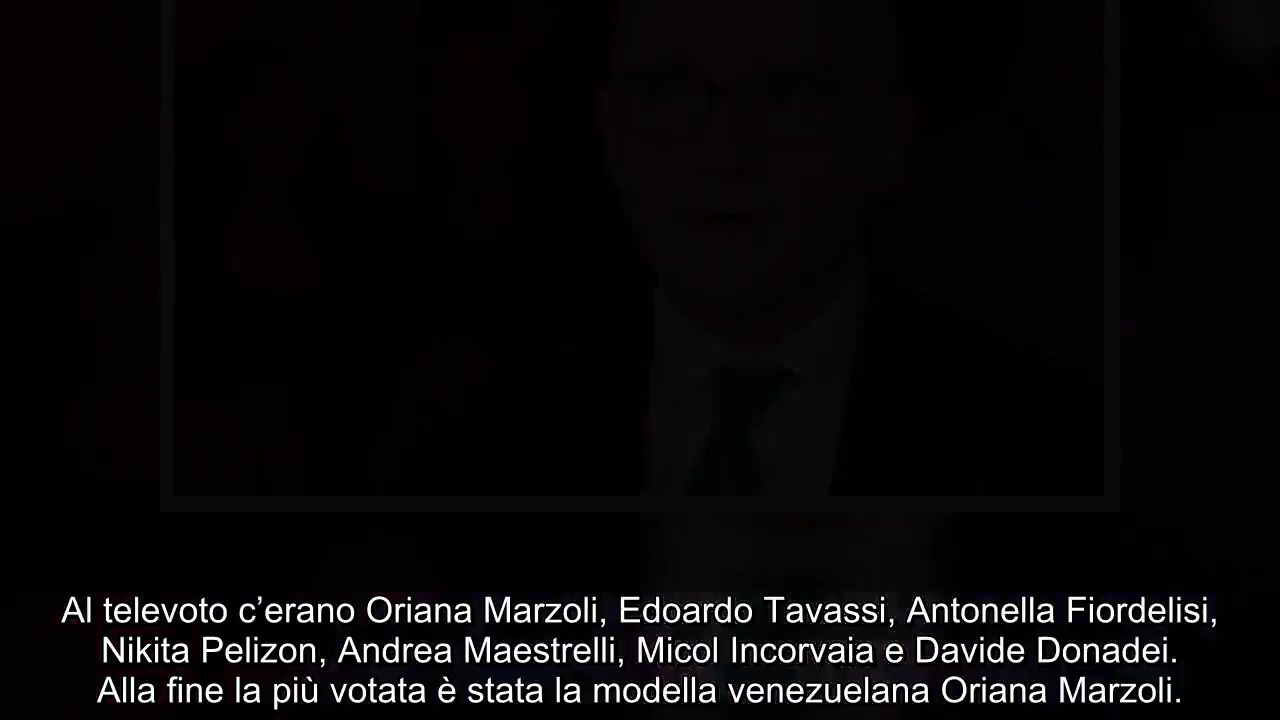 Al televoto c’erano Oriana Marzoli, Edoardo Tavassi, Antonella Fiordelisi,
Nikita Pelizon, Andrea Maestrelli, Micol Incorvaia e Davide Donadei.
Alla fine la più votata è stata la modella venezuelana Oriana Marzoli.